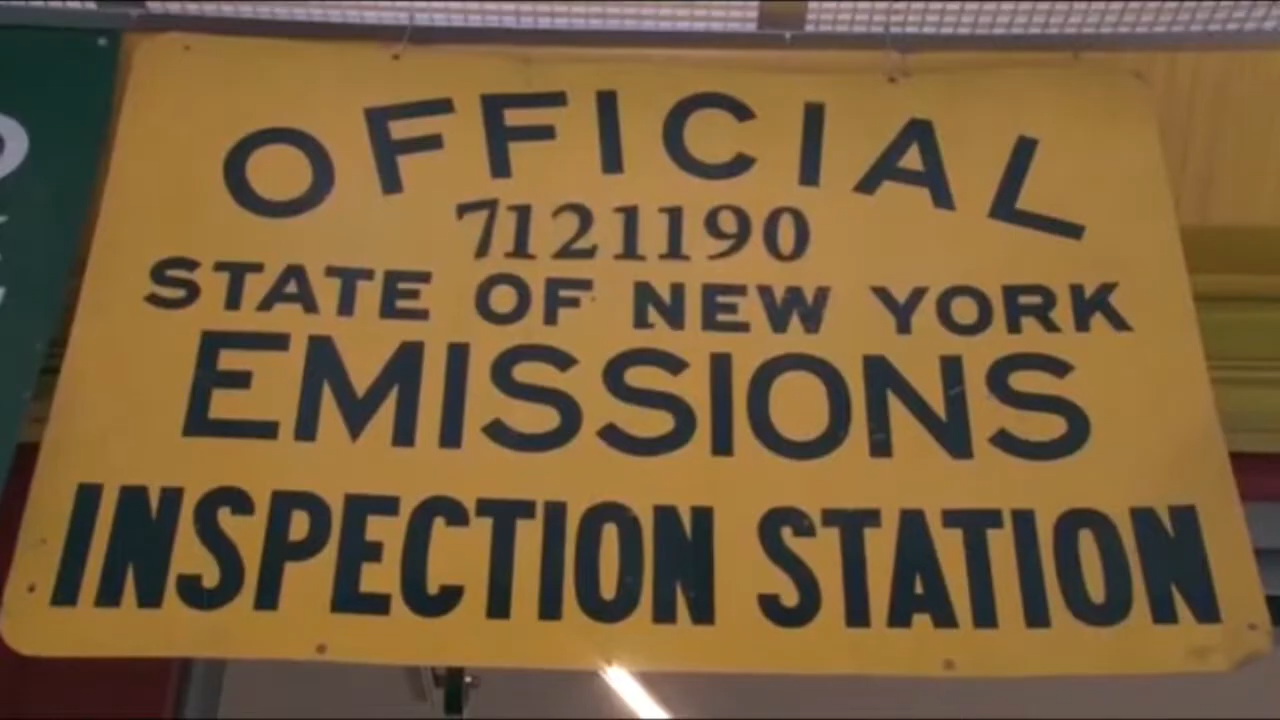 OFFICIAL
7121190
STATE OF NEW YORK
EMISSIONS
INSPECTION STATION